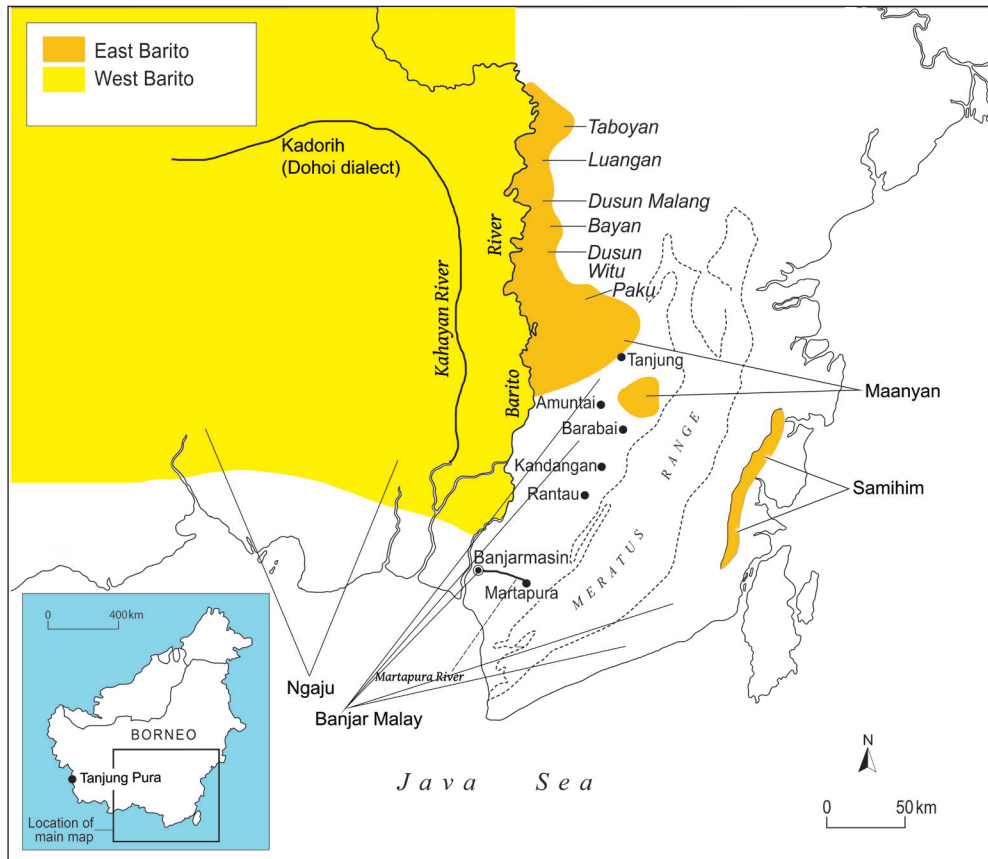 East Barito
West Barito
Kadorih
(Dohoi dialect)
Taboyan
Luangan
Dusun Malang
Bayan
Dusun
Witu
Paku
River
Kahayan River
Barito
Tanjung
Maanyan
Amuntai
Barabai
Kandangan
Rantau
MERATUS RANGE
Samihim
Banjarmasin
Martapura
Martapura River
Ngaju
Banjar Malay
Java Sea
N
0 50 km
0 400 km
BORNEO
Tanjung Pura
Location of
main map